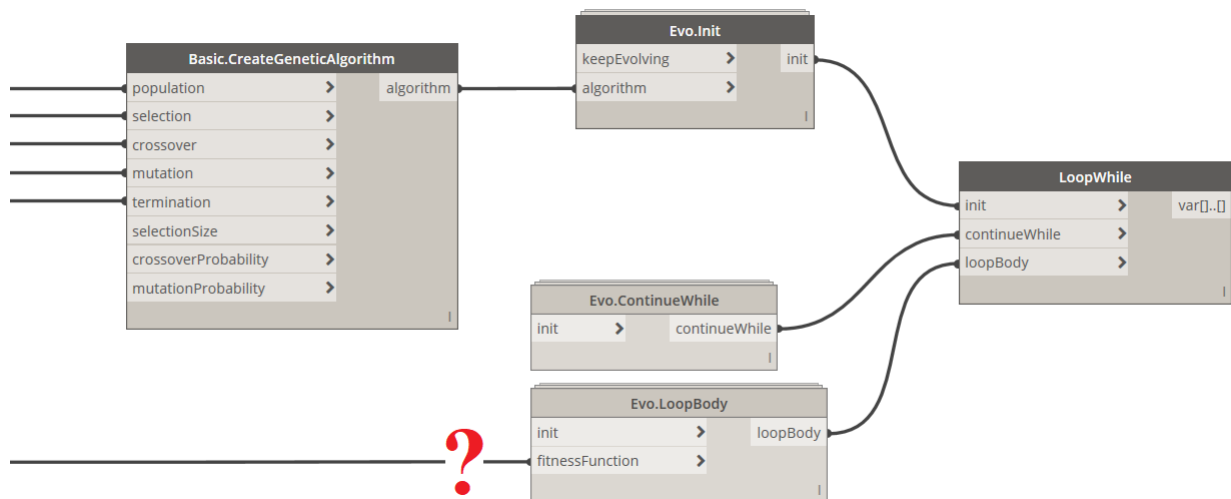 Basic.CreateGeneticAlgorithm
population > algorithm
selection >
crossover >
mutation >
termination >
selectionSize >
crossoverProbability >
mutationProbability >
l
Evo.Init
keepEvolving > init
algorithm >
l
LoopWhile
init > var[]..[]
continueWhile >
loopBody >
l
Evo.ContinueWhile
init > continueWhile
l
Evo.LoopBody
init > loopBody
fitnessFunction >
l
?